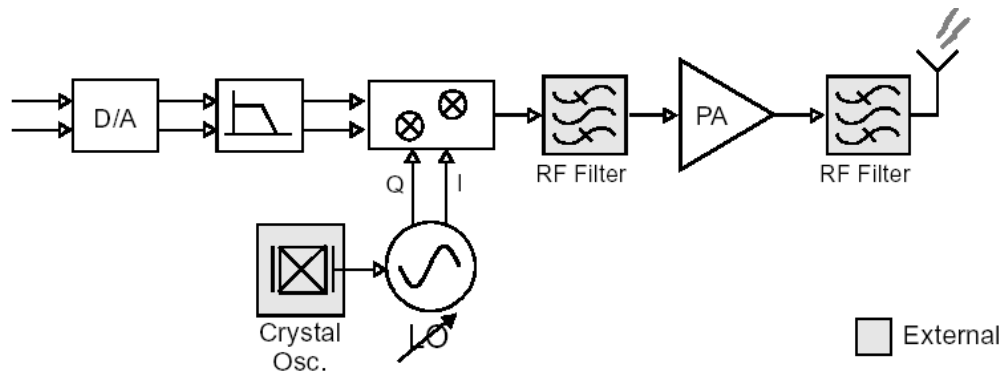 D/A
PA
RF Filter
RF Filter
Q
I
Crystal
Osc.
LO
External